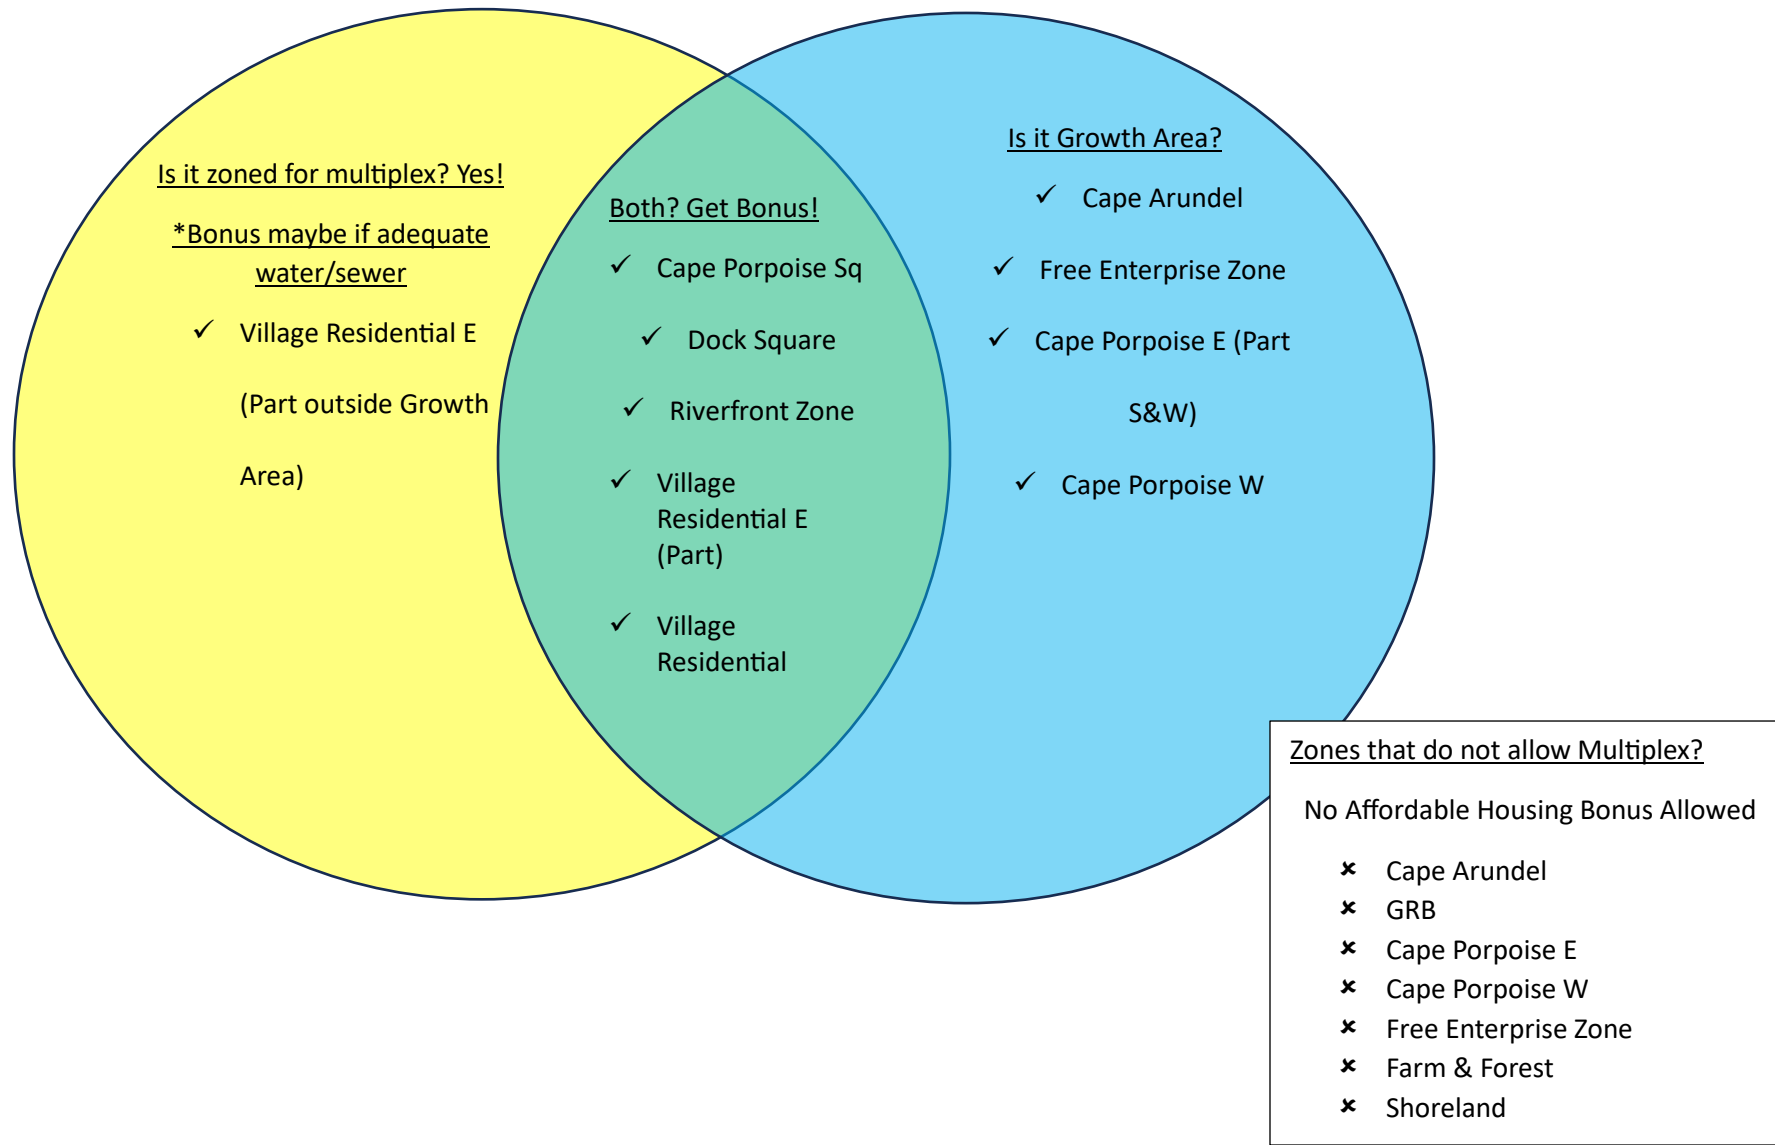 Is it zoned for multiplex? Yes!
*Bonus maybe if adequate
water/sewer
✓ Village Residential E
(Part outside Growth
Area)
Both? Get Bonus!
✓ Cape Porpoise Sq
✓ Dock Square
✓ Riverfront Zone
✓ Village
Residential E
(Part)
✓ Village
Residential
Is it Growth Area?
✓ Cape Arundel
✓ Free Enterprise Zone
✓ Cape Porpoise E (Part
S&W)
✓ Cape Porpoise W
Zones that do not allow Multiplex?
No Affordable Housing Bonus Allowed
× Cape Arundel
× GRB
× Cape Porpoise E
× Cape Porpoise W
× Free Enterprise Zone
× Farm & Forest
× Shoreland